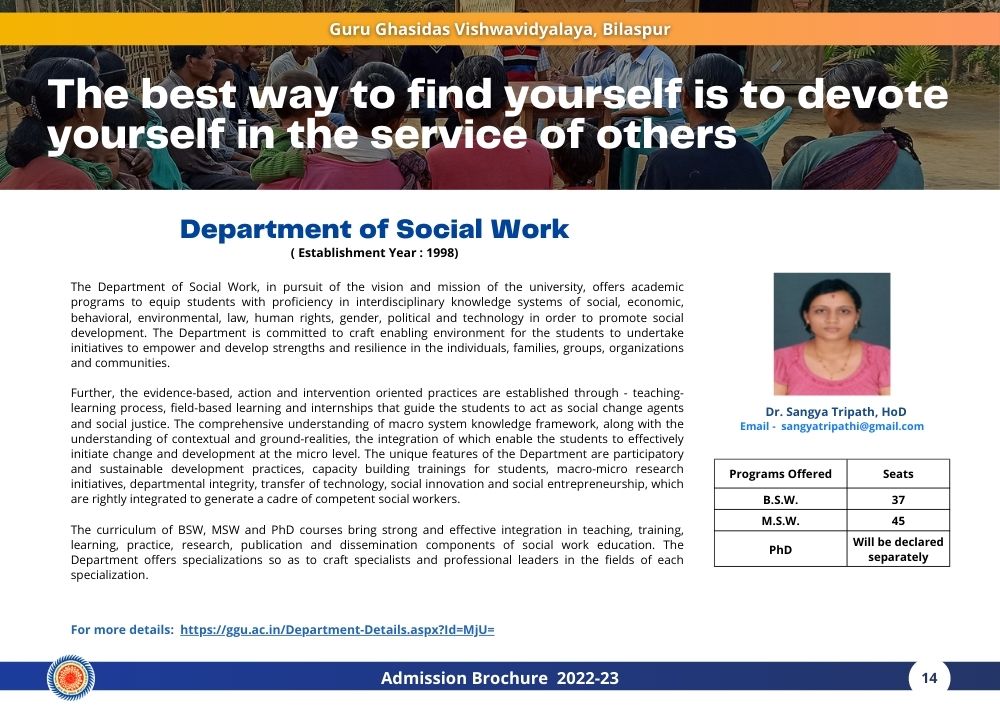 Guru Ghasidas Vishwavidyalaya, Bilaspur
The best way to find yourself is to devote
yourself in the service of others
Department of Social Work
( Establishment Year : 1998)
The Department of Social Work, in pursuit of the vision and mission of the university, offers academic
programs to equip students with proficiency in interdisciplinary knowledge systems of social, economic,
behavioral, environmental, law, human rights, gender, political and technology in order to promote social
development. The Department is committed to craft enabling environment for the students to undertake
initiatives to empower and develop strengths and resilience in the individuals, families, groups, organizations
and communities.
Further, the evidence-based, action and intervention oriented practices are established through - teaching-
learning process, field-based learning and internships that guide the students to act as social change agents
and social justice. The comprehensive understanding of macro system knowledge framework, along with the
understanding of contextual and ground-realities, the integration of which enable the students to effectively
initiate change and development at the micro level. The unique features of the Department are participatory
and sustainable development practices, capacity building trainings for students, macro-micro research
initiatives, departmental integrity, transfer of technology, social innovation and social entrepreneurship, which
are rightly integrated to generate a cadre of competent social workers.
The curriculum of BSW, MSW and PhD courses bring strong and effective integration in teaching, training,
learning, practice, research, publication and dissemination components of social work education. The
Department offers specializations so as to craft specialists and professional leaders in the fields of each
specialization.
For more details: https://ggu.ac.in/Department-Details.aspx?Id=MjU=
Dr. Sangya Tripath, HoD
Email - sangyatripathi@gmail.com
Programs Offered Seats
B.S.W. 37
M.S.W. 45
PhD Will be declared
separately
Admission Brochure 2022-23
14